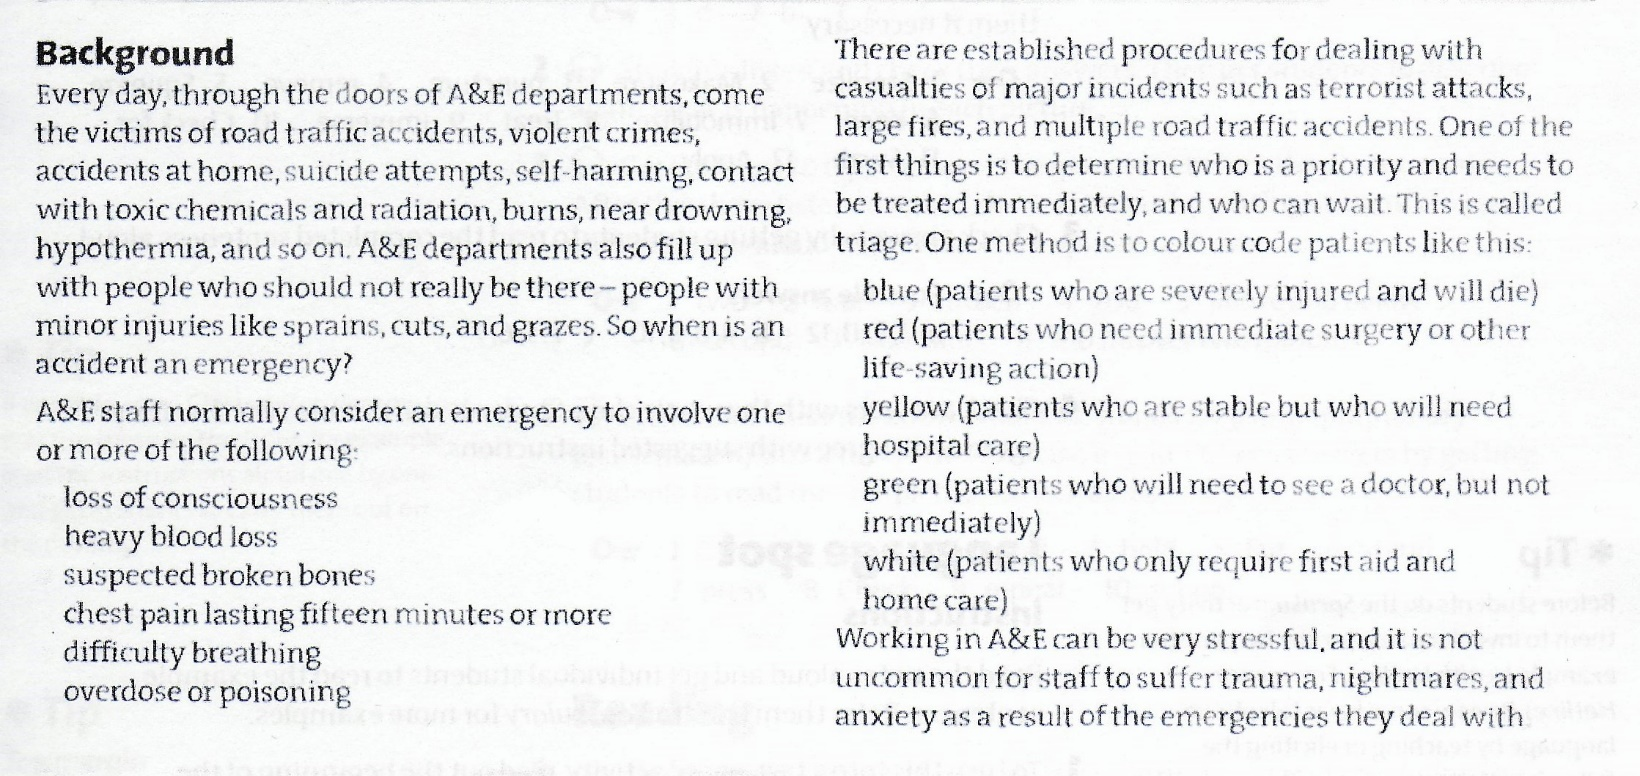 Background
Every day, through the doors of A&E departments, come
the victims of road traffic accidents, violent crimes,
accidents at home, suicide attempts, self-harming, contact
with toxic chemicals and radiation, burns, near drowning,
hypothermia, and so on. A&E departments also fill up
with people who should not really be there – people with
minor injuries like sprains, cuts, and grazes. So when is an
accident an emergency?
A&E staff normally consider an emergency to involve one
or more of the following:
loss of consciousness
heavy blood loss
suspected broken bones
chest pain lasting fifteen minutes or more
difficulty breathing
overdose or poisoning
There are established procedures for dealing with
casualties of major incidents such as terrorist attacks,
large fires, and multiple road traffic accidents. One of the
first things is to determine who is a priority and needs to
be treated immediately, and who can wait. This is called
triage. One method is to colour code patients like this:
blue (patients who are severely injured and will die)
red (patients who need immediate surgery or other
life-saving action)
yellow (patients who are stable but who will need
hospital care)
green (patients who will need to see a doctor, but not
immediately)
white (patients who only require first aid and
home care)
Working in A&E can be very stressful, and it is not
uncommon for staff to suffer trauma, nightmares, and
anxiety as a result of the emergencies they deal with